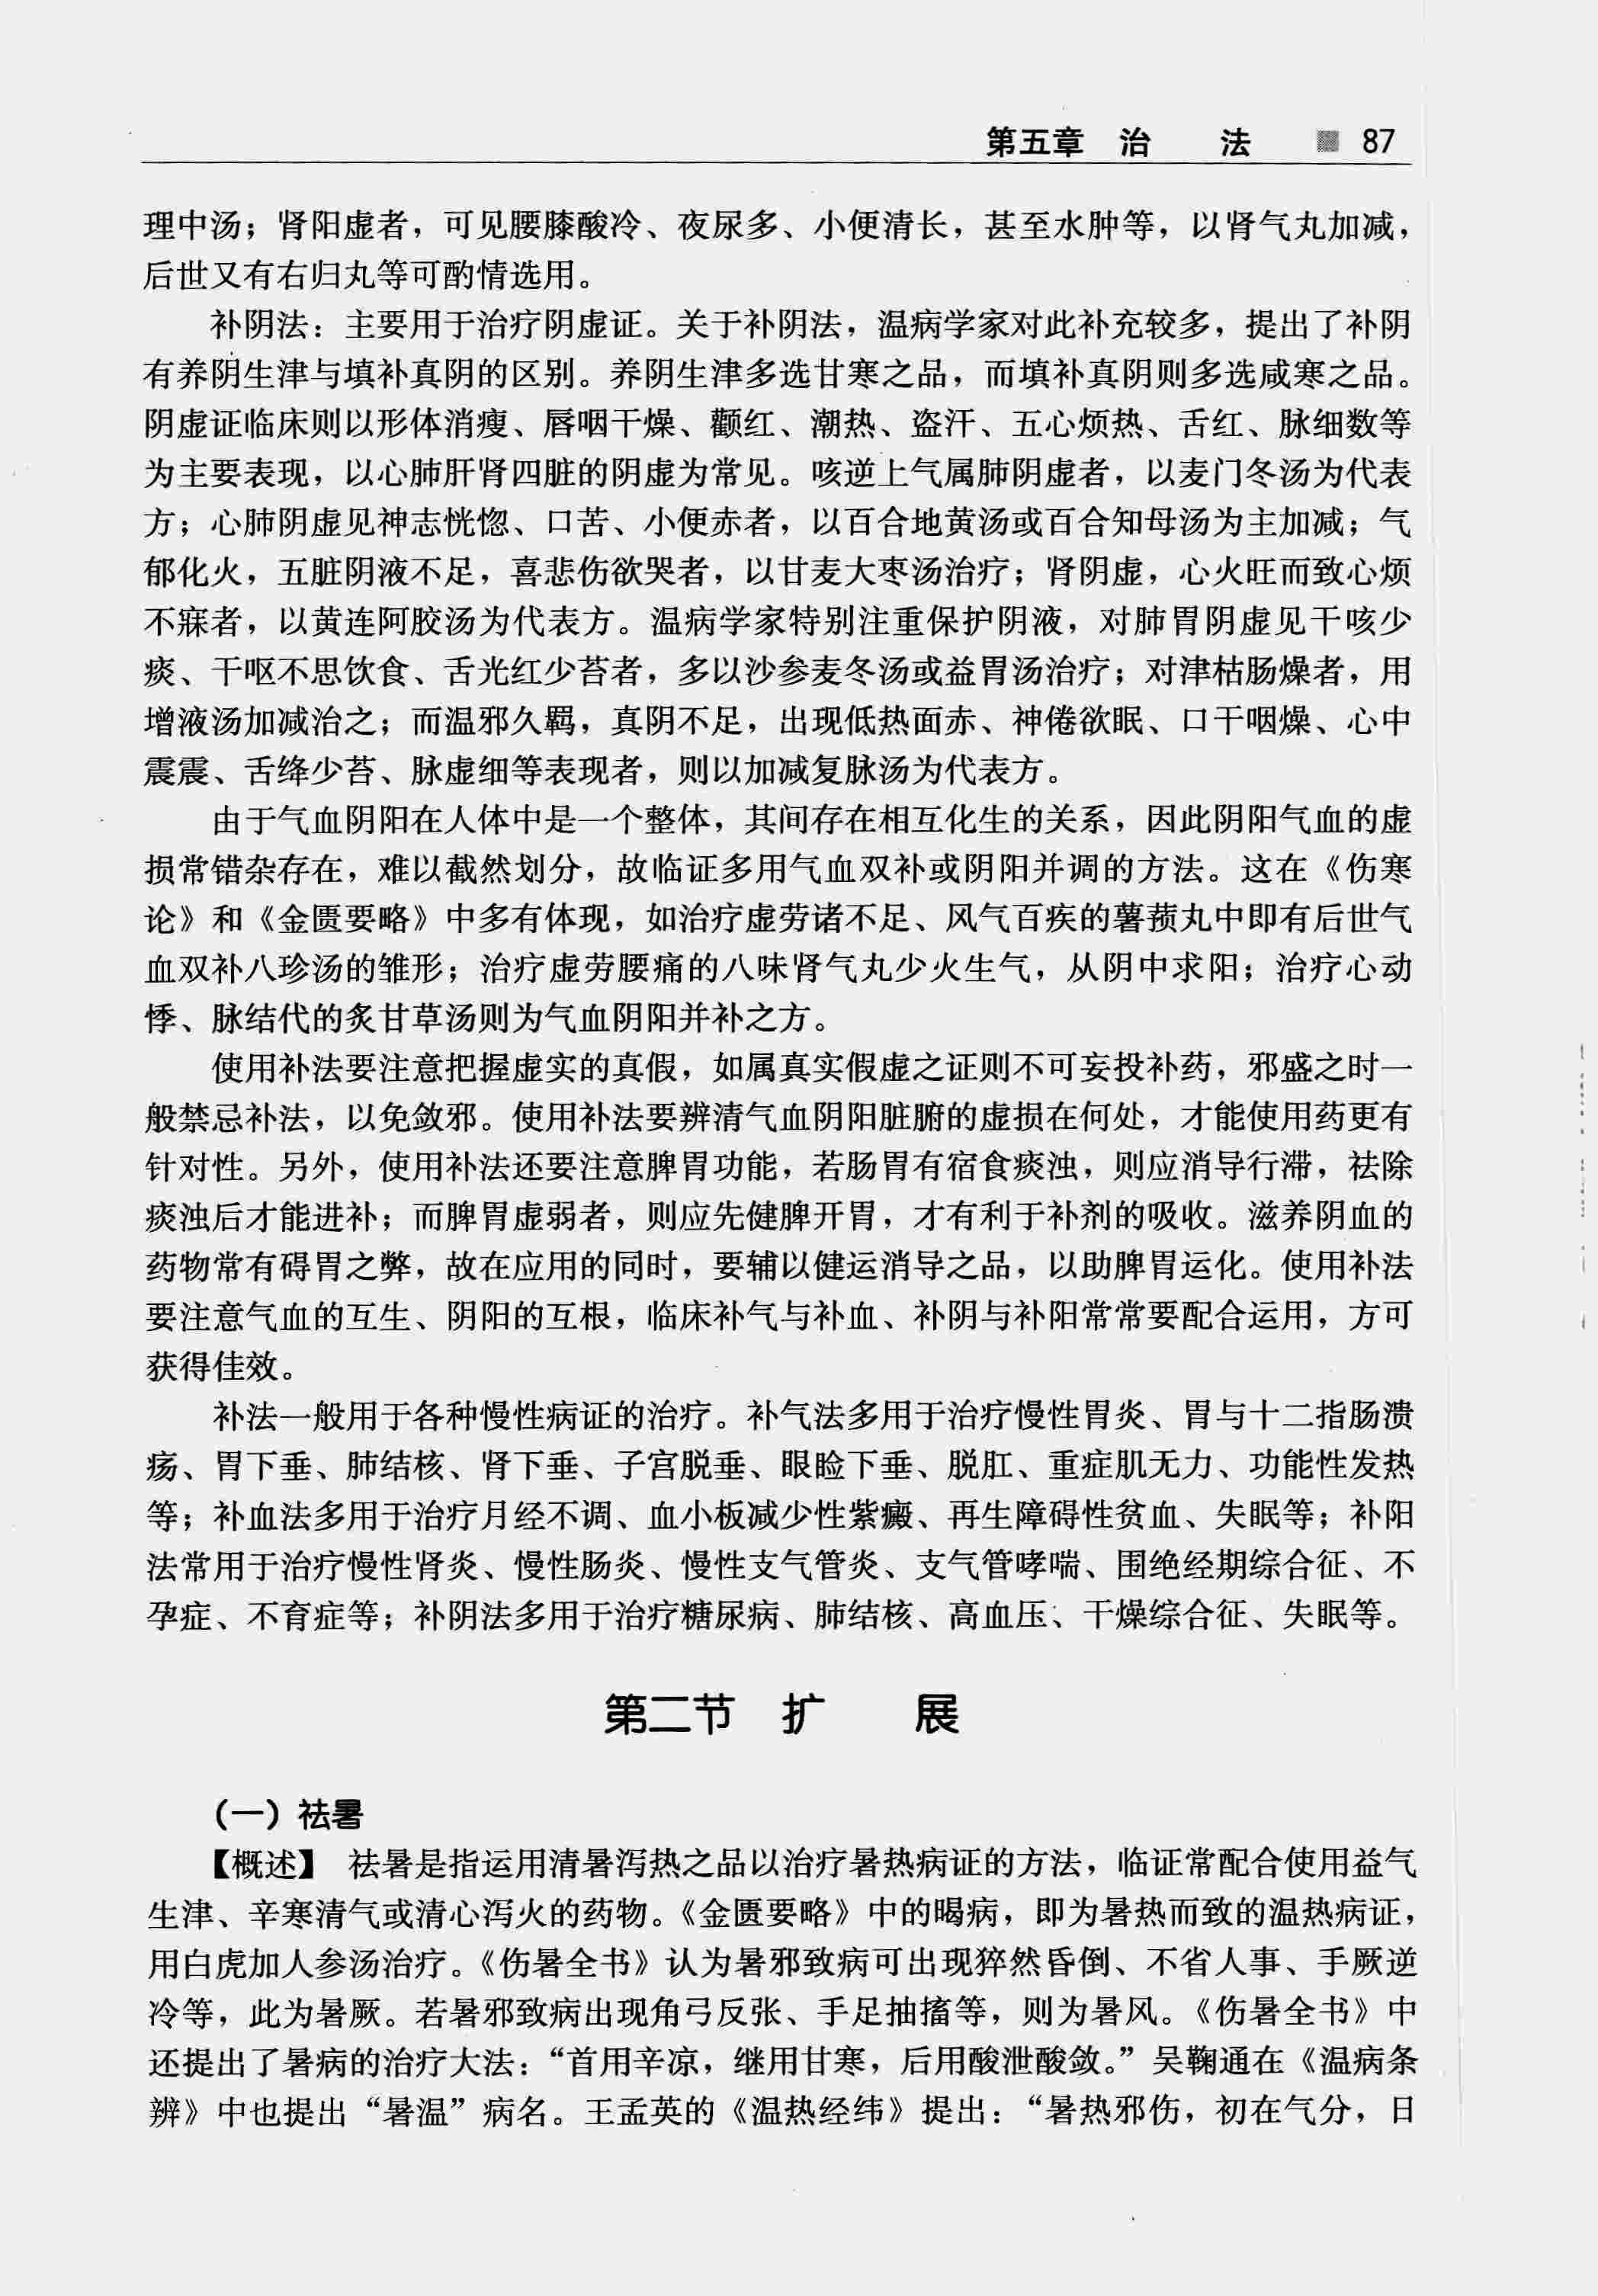 第五章 治 法 87
理中汤；肾阳虚者，可见腰膝酸冷、夜尿多、小便清长，甚至水肿等，以肾气丸加减，
后世又有右归丸等可酌情选用。
补阴法：主要用于治疗阴虚证。关于补阴法，温病学家对此补充较多，提出了补阴
有养阴生津与填补真阴的区别。养阴生津多选甘寒之品，而填补真阴则多选咸寒之品。
阴虚证临床则以形体消瘦、唇咽干燥、颧红、潮热、盗汗、五心烦热、舌红、脉细数等
为主要表现，以心肺肝肾四脏的阴虚为常见。咳逆上气属肺阴虚者，以麦门冬汤为代表
方；心肺阴虚见神志恍惚、口苦、小便赤者，以百合地黄汤或百合知母汤为主加减；气
郁化火，五脏阴液不足，喜悲伤欲哭者，以甘麦大枣汤治疗；肾阴虚，心火旺而致心烦
不寐者，以黄连阿胶汤为代表方。温病学家特别注重保护阴液，对肺胃阴虚见干咳少
痰、干呕不思饮食、舌光红少苔者，多以沙参麦冬汤或益胃汤治疗；对津枯肠燥者，用
增液汤加减治之；而温邪久羁，真阴不足，出现低热面赤、神倦欲眠、口干咽燥、心中
震震、舌绛少苔、脉虚细等表现者，则以加减复脉汤为代表方。
由于气血阴阳在人体中是一个整体，其间存在相互化生的关系，因此阴阳气血的虚
损常错杂存在，难以截然划分，故临证多用气血双补或阴阳并调的方法。这在《伤寒
论》和《金匮要略》中多有体现，如治疗虚劳诸不足、风气百疾的薯蓣丸中即有后世气
血双补八珍汤的雏形；治疗虚劳腰痛的八味肾气丸少火生气，从阴中求阳；治疗心动
悸、脉结代的炙甘草汤则为气血阴阳并补之方。
使用补法要注意把握虚实的真假，如属真实假虚之证则不可妄投补药，邪盛之时一
般禁忌补法，以免敛邪。使用补法要辨清气血阴阳脏腑的虚损在何处，才能使用药更有
针对性。另外，使用补法还要注意脾胃功能，若肠胃有宿食痰浊，则应消导行滞，祛除
痰浊后才能进补；而脾胃虚弱者，则应先健脾开胃，才有利于补剂的吸收。滋养阴血的
药物常有碍胃之弊，故在应用的同时，要辅以健运消导之品，以助脾胃运化。使用补法
要注意气血的互生、阴阳的互根，临床补气与补血、补阴与补阳常常要配合运用，方可
获得佳效。
补法一般用于各种慢性病证的治疗。补气法多用于治疗慢性胃炎、胃与十二指肠溃
疡、胃下垂、肺结核、肾下垂、子宫脱垂、眼睑下垂、脱肛、重症肌无力、功能性发热
等；补血法多用于治疗月经不调、血小板减少性紫癜、再生障碍性贫血、失眠等；补阳
法常用于治疗慢性肾炎、慢性肠炎、慢性支气管炎、支气管哮喘、围绝经期综合征、不
孕症、不育症等；补阴法多用于治疗糖尿病、肺结核、高血压、干燥综合征、失眠等。
第二节 扩 展
（一）祛暑
【概述】 祛暑是指运用清暑泻热之品以治疗暑热病证的方法，临证常配合使用益气
生津、辛寒清气或清心泻火的药物。《金匮要略》中的暍病，即为暑热而致的温热病证，
用白虎加人参汤治疗。《伤暑全书》认为暑邪致病可出现猝然昏倒、不省人事、手厥逆
冷等，此为暑厥。若暑邪致病出现角弓反张、手足抽搐等，则为暑风。《伤暑全书》中
还提出了暑病的治疗大法：“首用辛凉，继用甘寒，后用酸泄酸敛。”吴鞠通在《温病条
辨》中也提出“暑温”病名。王孟英的《温热经纬》提出：“暑热邪伤，初在气分，日